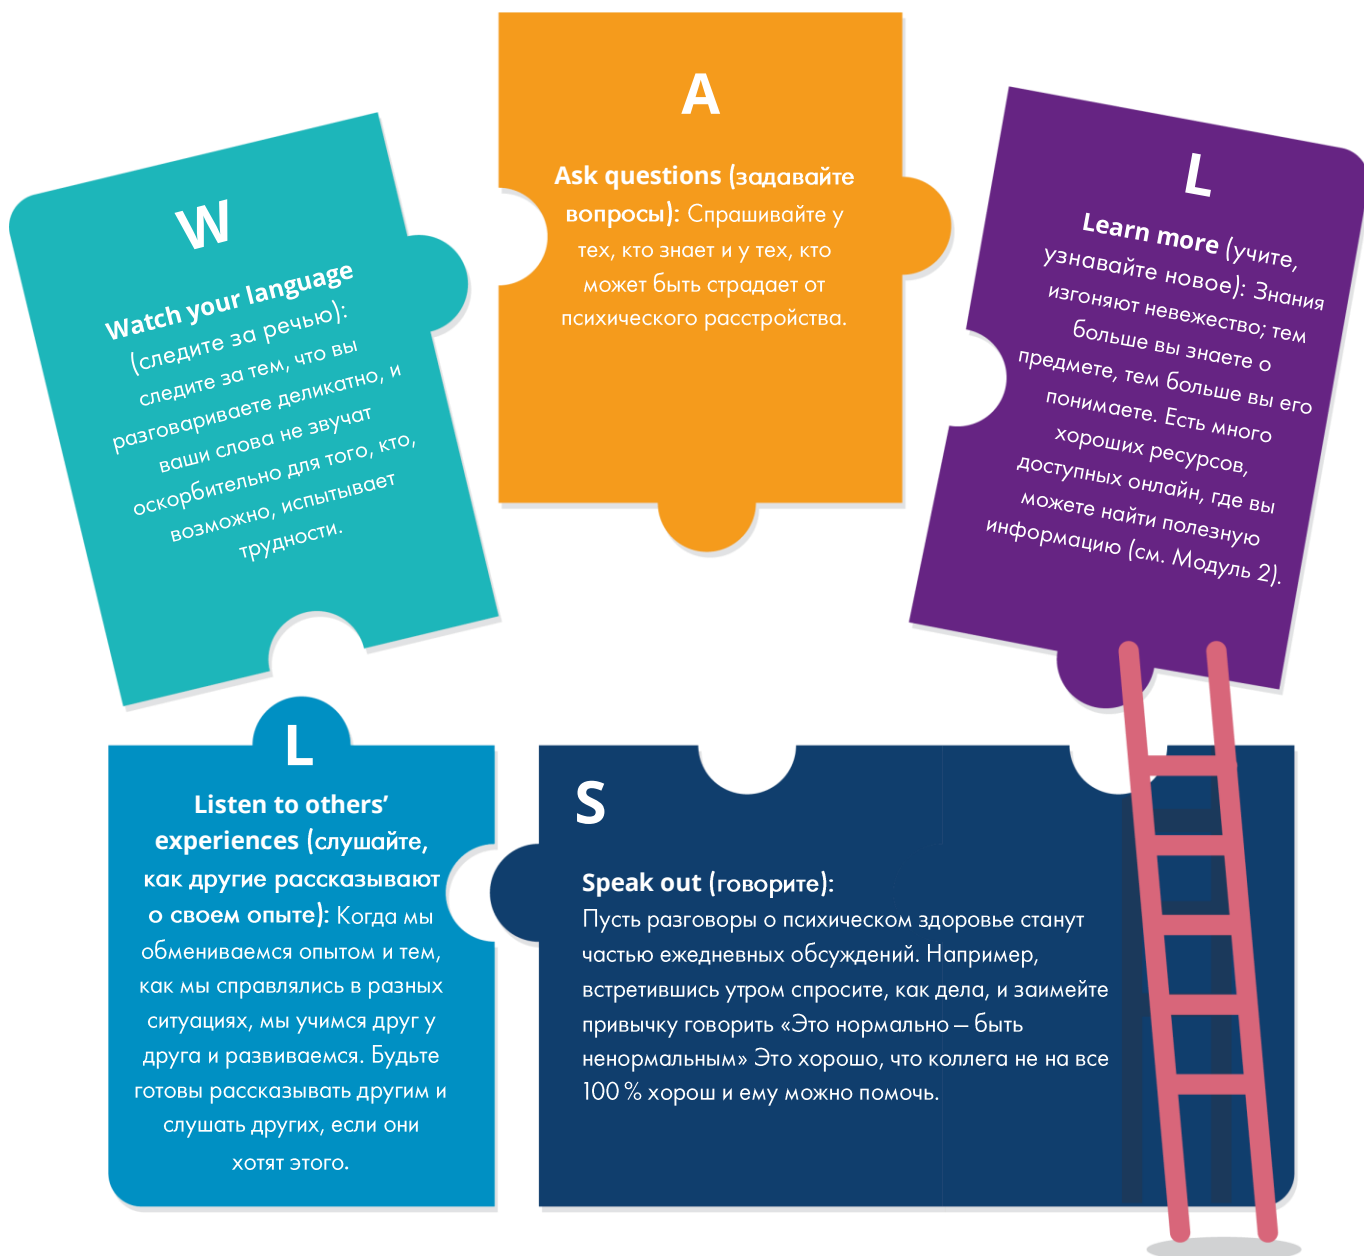 W
Watch your language
(следите за речью):
следите за тем, что вы
разговариваете деликатно, и
ваши слова не звучат
оскорбительно для того, кто,
возможно, испытывает
трудности.
A
Ask questions (задавайте
вопросы): Спрашивайте у
тех, кто знает и у тех, кто
может быть страдает от
психического расстройства.
L
Learn more (учите,
узнавайте новое): Знания
изгоняют невежество; тем
больше вы знаете о
предмете, тем больше вы его
понимаете. Есть много
хороших ресурсов,
доступных онлайн, где вы
можете найти полезную
информацию (см. Модуль 2).
L
Listen to others’
experiences (слушайте,
как другие рассказывают
о своем опыте): Когда мы
обмениваемся опытом и тем,
как мы справлялись в разных
ситуациях, мы учимся друг у
друга и развиваемся. Будьте
готовы рассказывать другим и
слушать других, если они
хотят этого.
S
Speak out (говорите):
Пусть разговоры о психическом здоровье станут
частью ежедневных обсуждений. Например,
встретившись утром спросите, как дела, и заимейте
привычку говорить «Это нормально – быть
ненормальным» Это хорошо, что коллега не на все
100 % хорош и ему можно помочь.